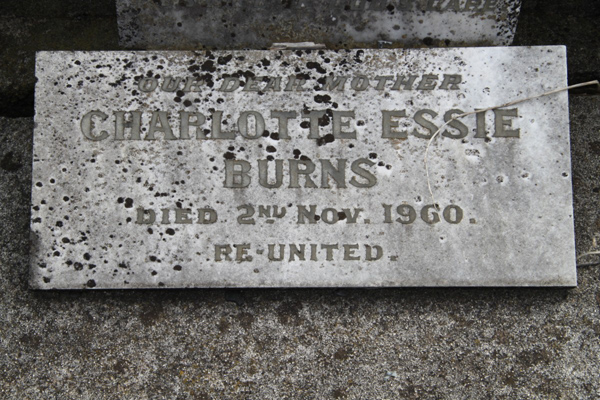 OUR DEAR MOTHER
CHARLOTTE ESSIE
BURNS
DIED 2ND NOV. 1960.
RE-UNITED.